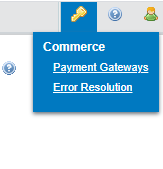 Commerce
Payment Gateways
Error Resolution